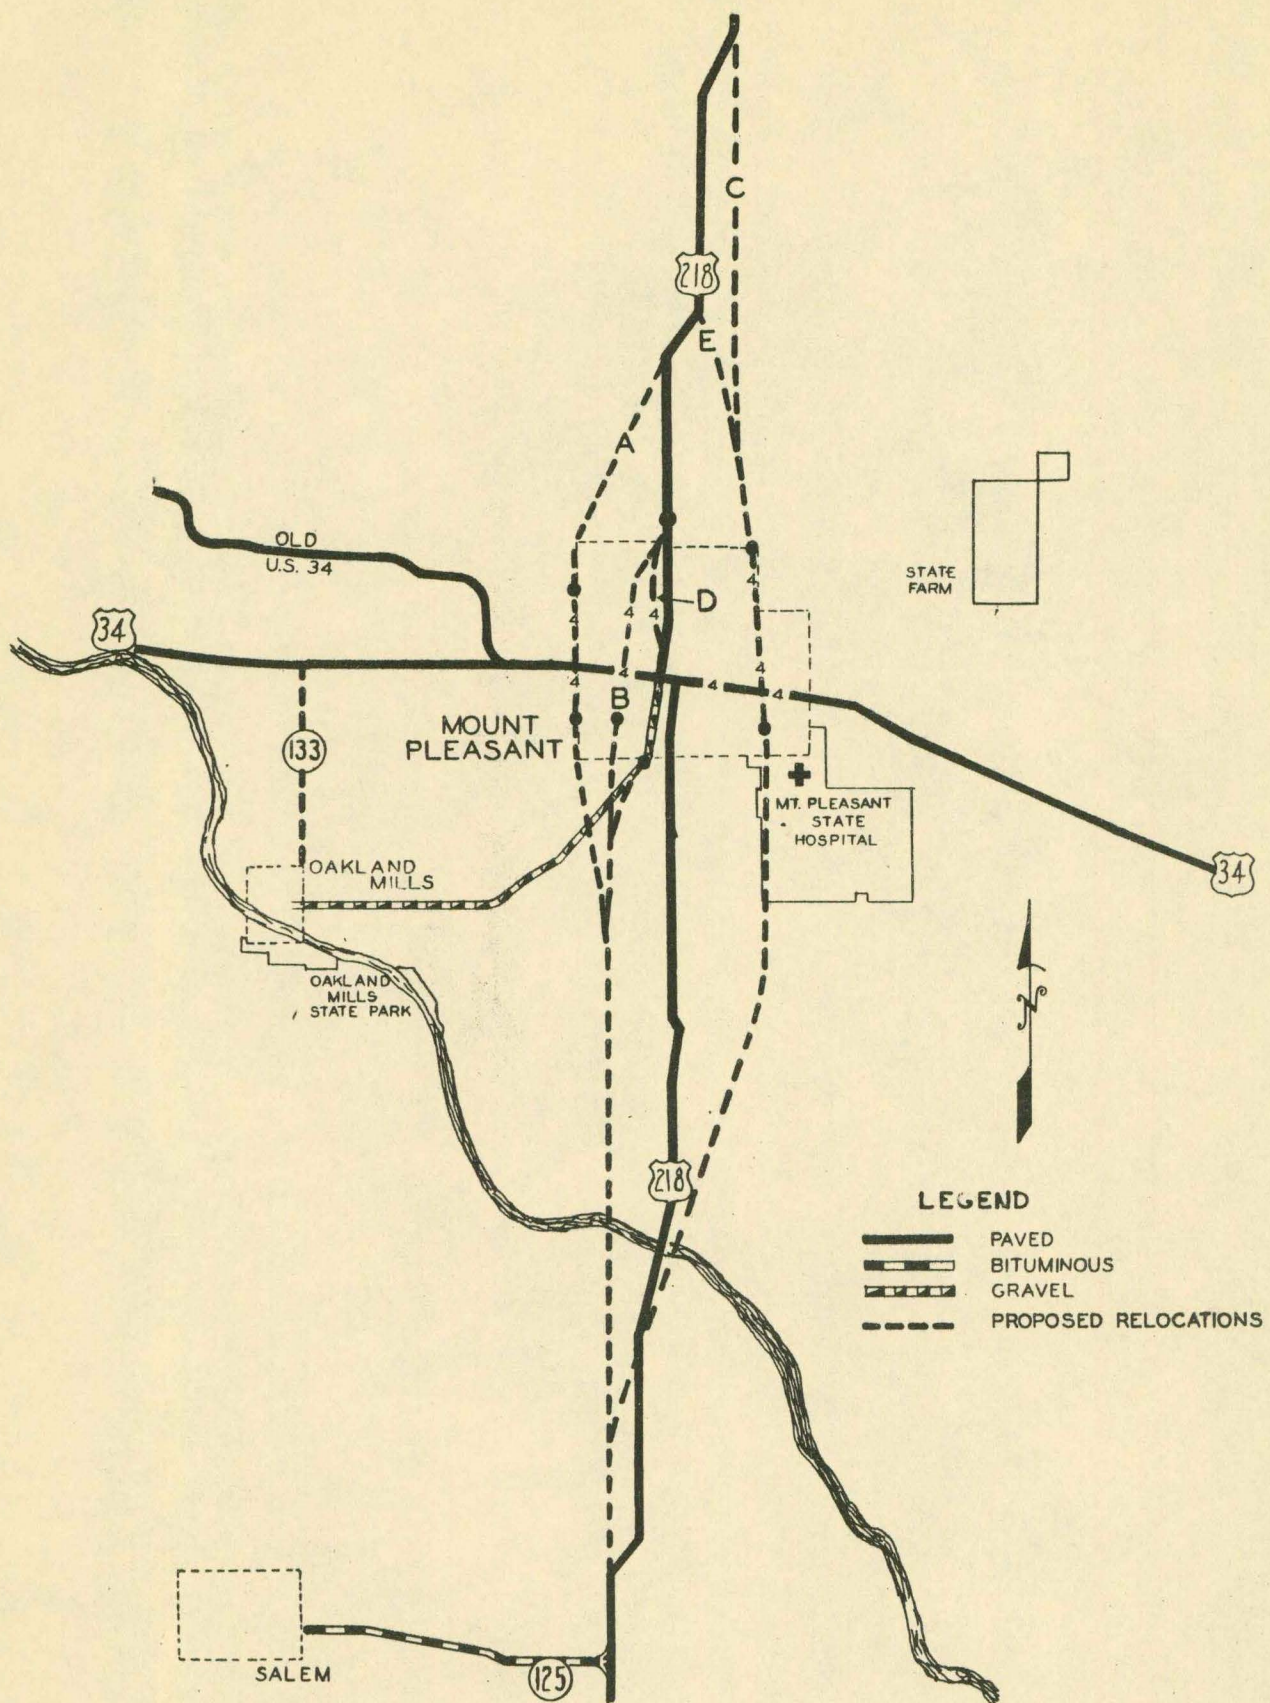 C
218
E
A
OLD
U.S. 34
STATE
FARM
4
4
4
4
D
34
4
4
4
4
4
B
MOUNT
PLEASANT
133
MT. PLEASANT
STATE
HOSPITAL
OAKLAND
MILLS
34
OAKLAND
MILLS
STATE PARK
N
218
LEGEND
PAVED
BITUMINOUS
GRAVEL
PROPOSED RELOCATIONS
SALEM
125